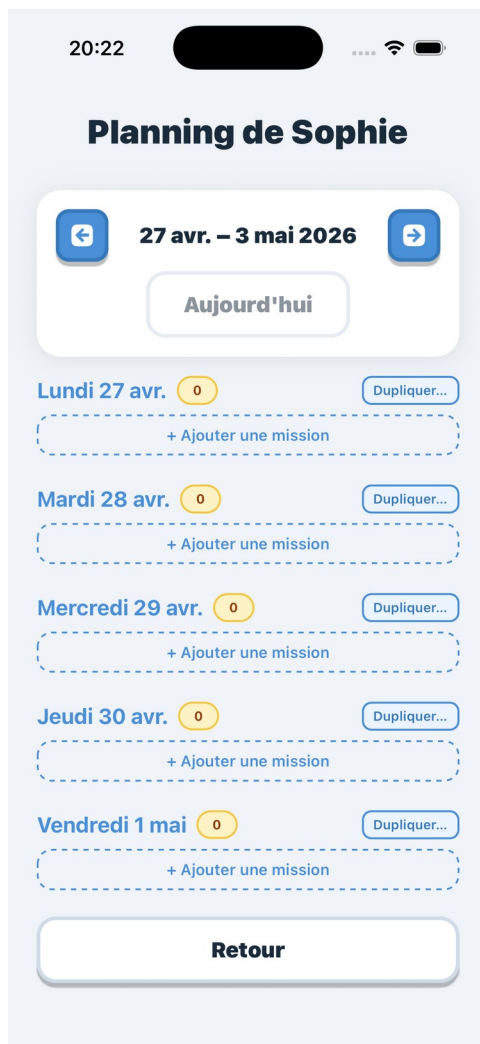 20:22
Planning de Sophie
27 avr. – 3 mai 2026
Aujourd'hui
Lundi 27 avr. 0 Dupliquer...
+ Ajouter une mission
Mardi 28 avr. 0 Dupliquer...
+ Ajouter une mission
Mercredi 29 avr. 0 Dupliquer...
+ Ajouter une mission
Jeudi 30 avr. 0 Dupliquer...
+ Ajouter une mission
Vendredi 1 mai 0 Dupliquer...
+ Ajouter une mission
Retour